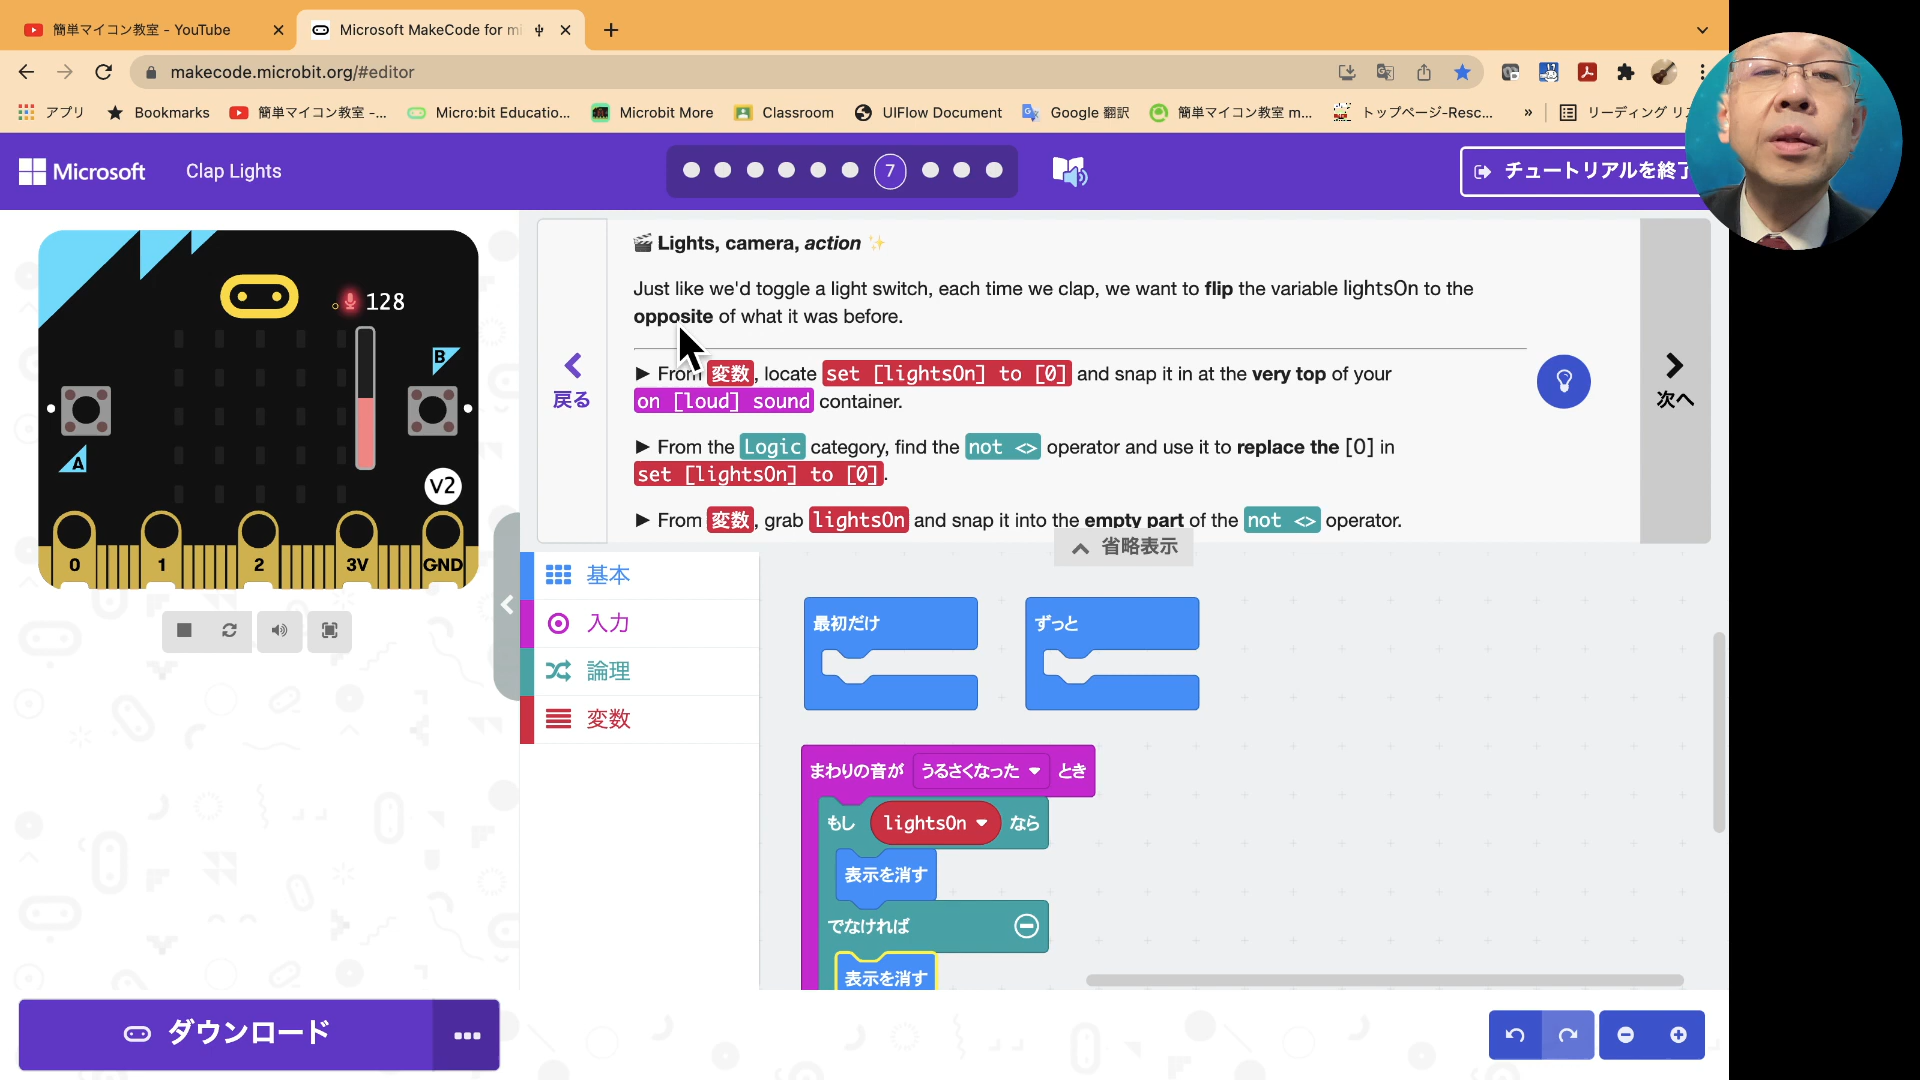 簡単マイコン教室 - YouTube
Microsoft MakeCode for mi
makecode.microbit.org/#editor
アプリ
Bookmarks
簡単マイコン教室 -...
Micro:bit Educatio...
Microbit More
Classroom
UIFlow Document
Google 翻訳
簡単マイコン教室 m...
トップページ-Resc...
»
リーディング リス
Microsoft
Clap Lights
7
チュートリアルを終了
Lights, camera, action
Just like we'd toggle a light switch, each time we clap, we want to flip the variable lightsOn to the
opposite of what it was before.
► From 変数, locate set [lightsOn] to [0] and snap it in at the very top of your
on [loud] sound container.
► From the Logic category, find the not <> operator and use it to replace the [0] in
set [lightsOn] to [0].
► From 変数, grab lightsOn and snap it into the empty part of the not <> operator.
戻る
次へ
省略表示
128
B
A
V2
0
1
2
3V
GND
基本
入力
論理
変数
最初だけ
ずっと
まわりの音が うるさくなった とき
もし lightsOn なら
表示を消す
でなければ
表示を消す
ダウンロード